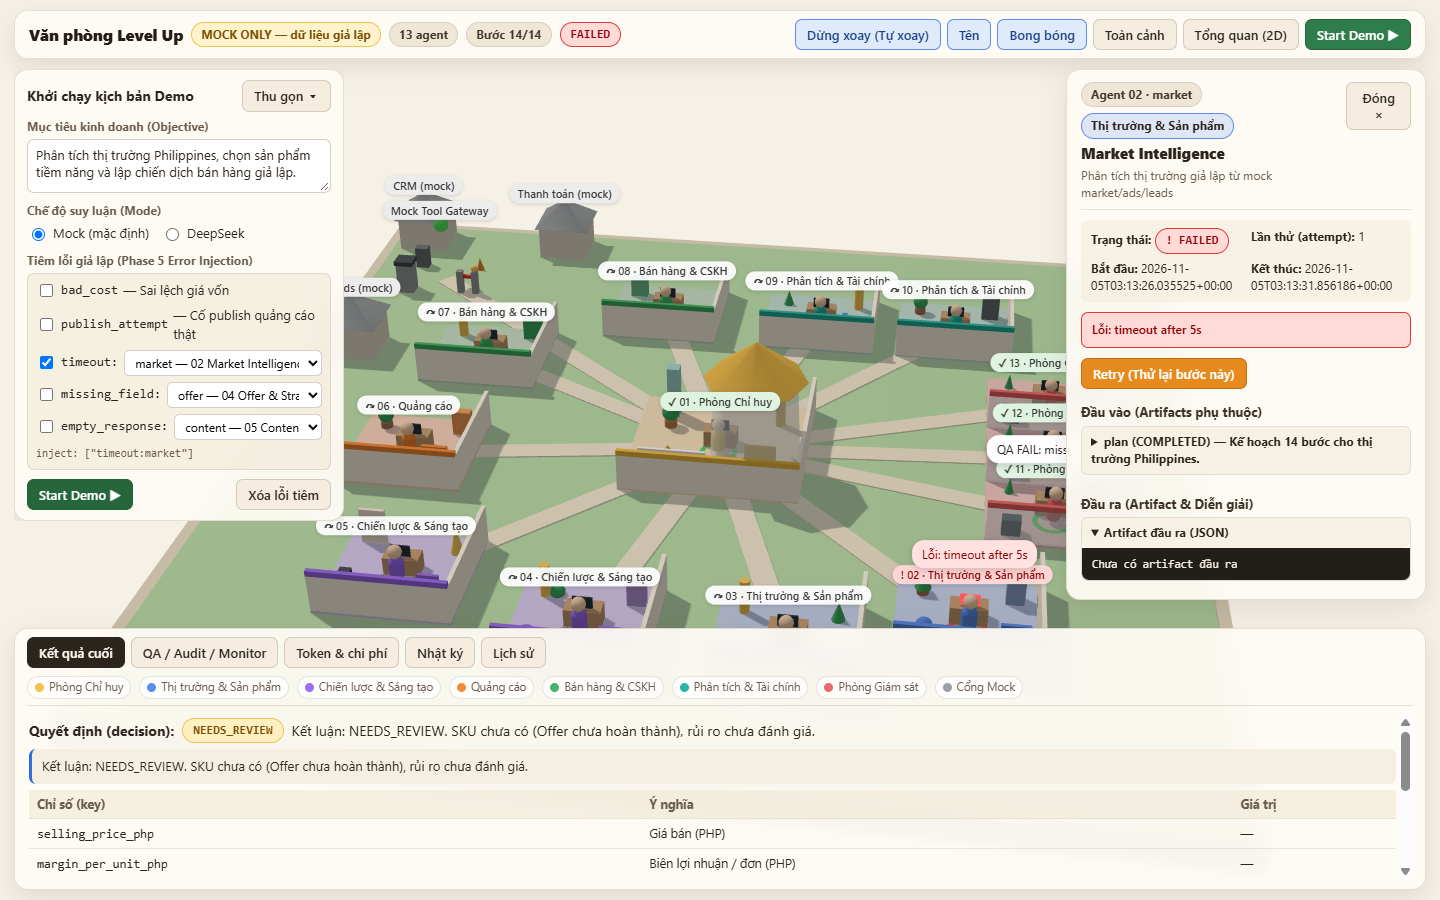 Văn phòng Level Up
MOCK ONLY — dữ liệu giả lập
13 agent
Bước 14/14
FAILED
Dừng xoay (Tự xoay)
Tên
Bong bóng
Toàn cảnh
Tổng quan (2D)
Start Demo ▶
Khởi chạy kịch bản Demo
Thu gọn
Mục tiêu kinh doanh (Objective)
Phân tích thị trường Philippines, chọn sản phẩm
tiềm năng và lập chiến dịch bán hàng giả lập.
Chế độ suy luận (Mode)
Mock (mặc định)
DeepSeek
Tiêm lỗi giả lập (Phase 5 Error Injection)
bad_cost — Sai lệch giá vốn
publish_attempt — Cố publish quảng cáo
thật
timeout: market — 02 Market Intelligenc
missing_field: offer — 04 Offer & Stra
empty_response: content — 05 Conten
inject: ["timeout:market"]
Start Demo ▶
Xóa lỗi tiêm
CRM (mock)
Mock Tool Gateway
Thanh toán (mock)
ds (mock)
↷ 07 · Bán hàng & CSKH
↷ 08 · Bán hàng & CSKH
↷ 09 · Phân tích & Tài chính
↷ 10 · Phân tích & Tài chính
✓ 13 · Phòng
✓ 12 · Phòng
QA FAIL: miss
✓ 11 · Phòng
↷ 06 · Quảng cáo
✓ 01 · Phòng Chỉ huy
↷ 05 · Chiến lược & Sáng tạo
↷ 04 · Chiến lược & Sáng tạo
↷ 03 · Thị trường & Sản phẩm
Lỗi: timeout after 5s
! 02 · Thị trường & Sản phẩm
Agent 02 · market
Thị trường & Sản phẩm
Đóng
×
Market Intelligence
Phân tích thị trường giả lập từ mock
market/ads/leads
Trạng thái: ! FAILED
Lần thử (attempt): 1
Bắt đầu: 2026-11-
05T03:13:26.035525+00:00
Kết thúc: 2026-11-
05T03:13:31.856186+00:00
Lỗi: timeout after 5s
Retry (Thử lại bước này)
Đầu vào (Artifacts phụ thuộc)
▶ plan (COMPLETED) — Kế hoạch 14 bước cho thị
trường Philippines.
Đầu ra (Artifact & Diễn giải)
▼ Artifact đầu ra (JSON)
Chưa có artifact đầu ra
Kết quả cuối
QA / Audit / Monitor
Token & chi phí
Nhật ký
Lịch sử
Phòng Chỉ huy
Thị trường & Sản phẩm
Chiến lược & Sáng tạo
Quảng cáo
Bán hàng & CSKH
Phân tích & Tài chính
Phòng Giám sát
Cổng Mock
Quyết định (decision): NEEDS_REVIEW Kết luận: NEEDS_REVIEW. SKU chưa có (Offer chưa hoàn thành), rủi ro chưa đánh giá.
Kết luận: NEEDS_REVIEW. SKU chưa có (Offer chưa hoàn thành), rủi ro chưa đánh giá.
Chỉ số (key)
Ý nghĩa
Giá trị
selling_price_php
Giá bán (PHP)
—
margin_per_unit_php
Biên lợi nhuận / đơn (PHP)
—